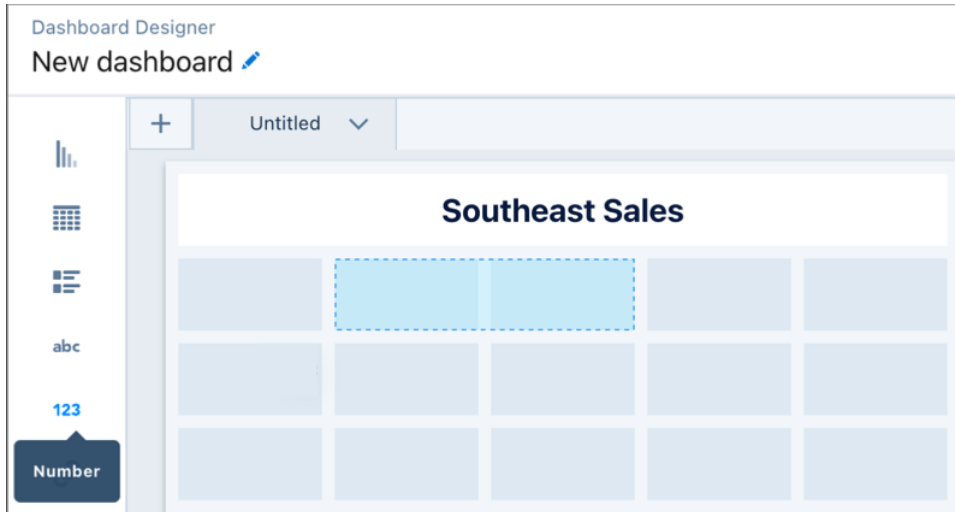 Dashboard Designer
New dashboard
Untitled
Southeast Sales
abc
123
Number